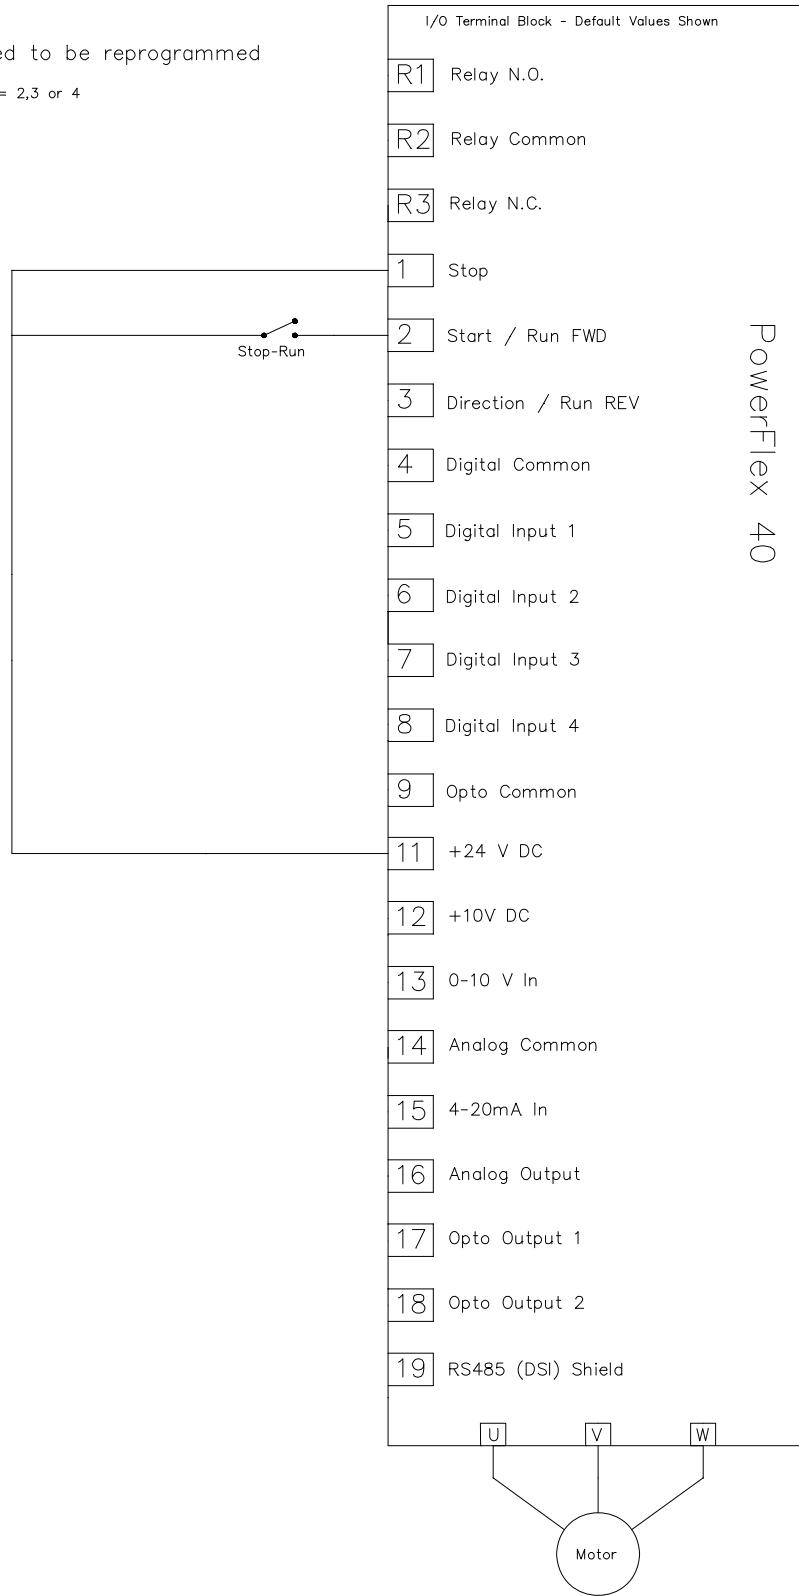 I/O Terminal Block - Default Values Shown
to be reprogrammed
= 2,3 or 4
R1 Relay N.O.
R2 Relay Common
R3 Relay N.C.
1 Stop
2 Start / Run FWD
Stop-Run
3 Direction / Run REV
4 Digital Common
5 Digital Input 1
6 Digital Input 2
7 Digital Input 3
8 Digital Input 4
9 Opto Common
11 +24 V DC
12 +10V DC
13 0-10 V In
14 Analog Common
15 4-20mA In
16 Analog Output
17 Opto Output 1
18 Opto Output 2
19 RS485 (DSI) Shield
PowerFlex 40
U V W
Motor